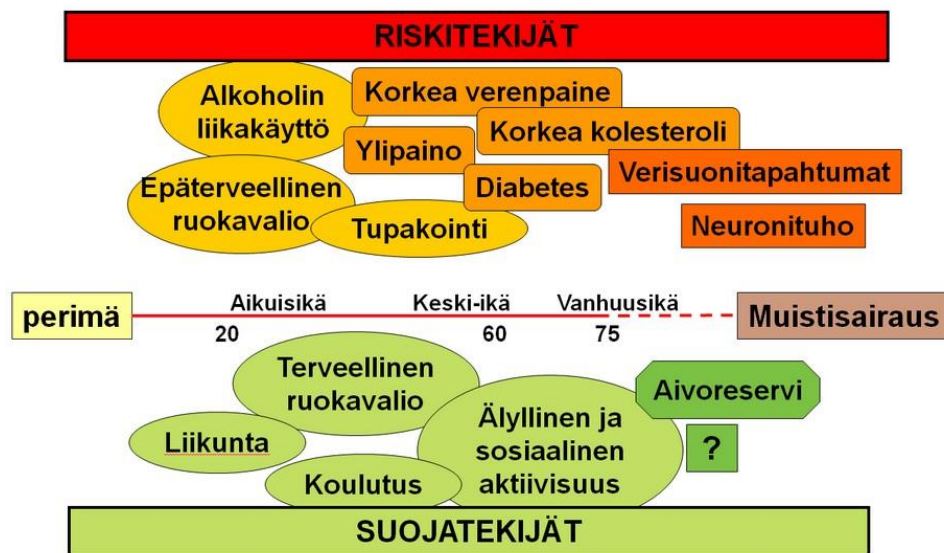 RISKITEKIJÄT
Alkoholin
liikakäyttö
Korkea verenpaine
Korkea kolesteroli
Ylipaino
Verisuonitapahtumat
Epäterveellinen
ruokavalio
Diabetes
Tupakointi
Neuronituho
perimä
Aikuisikä
Keski-ikä
Vanhuusikä
20
60
75
Muistisairaus
Terveellinen
ruokavalio
Aivoreservi
Älyllinen ja
sosiaalinen
aktiivisuus
Liikunta
?
Koulutus
SUOJATEKIJÄT